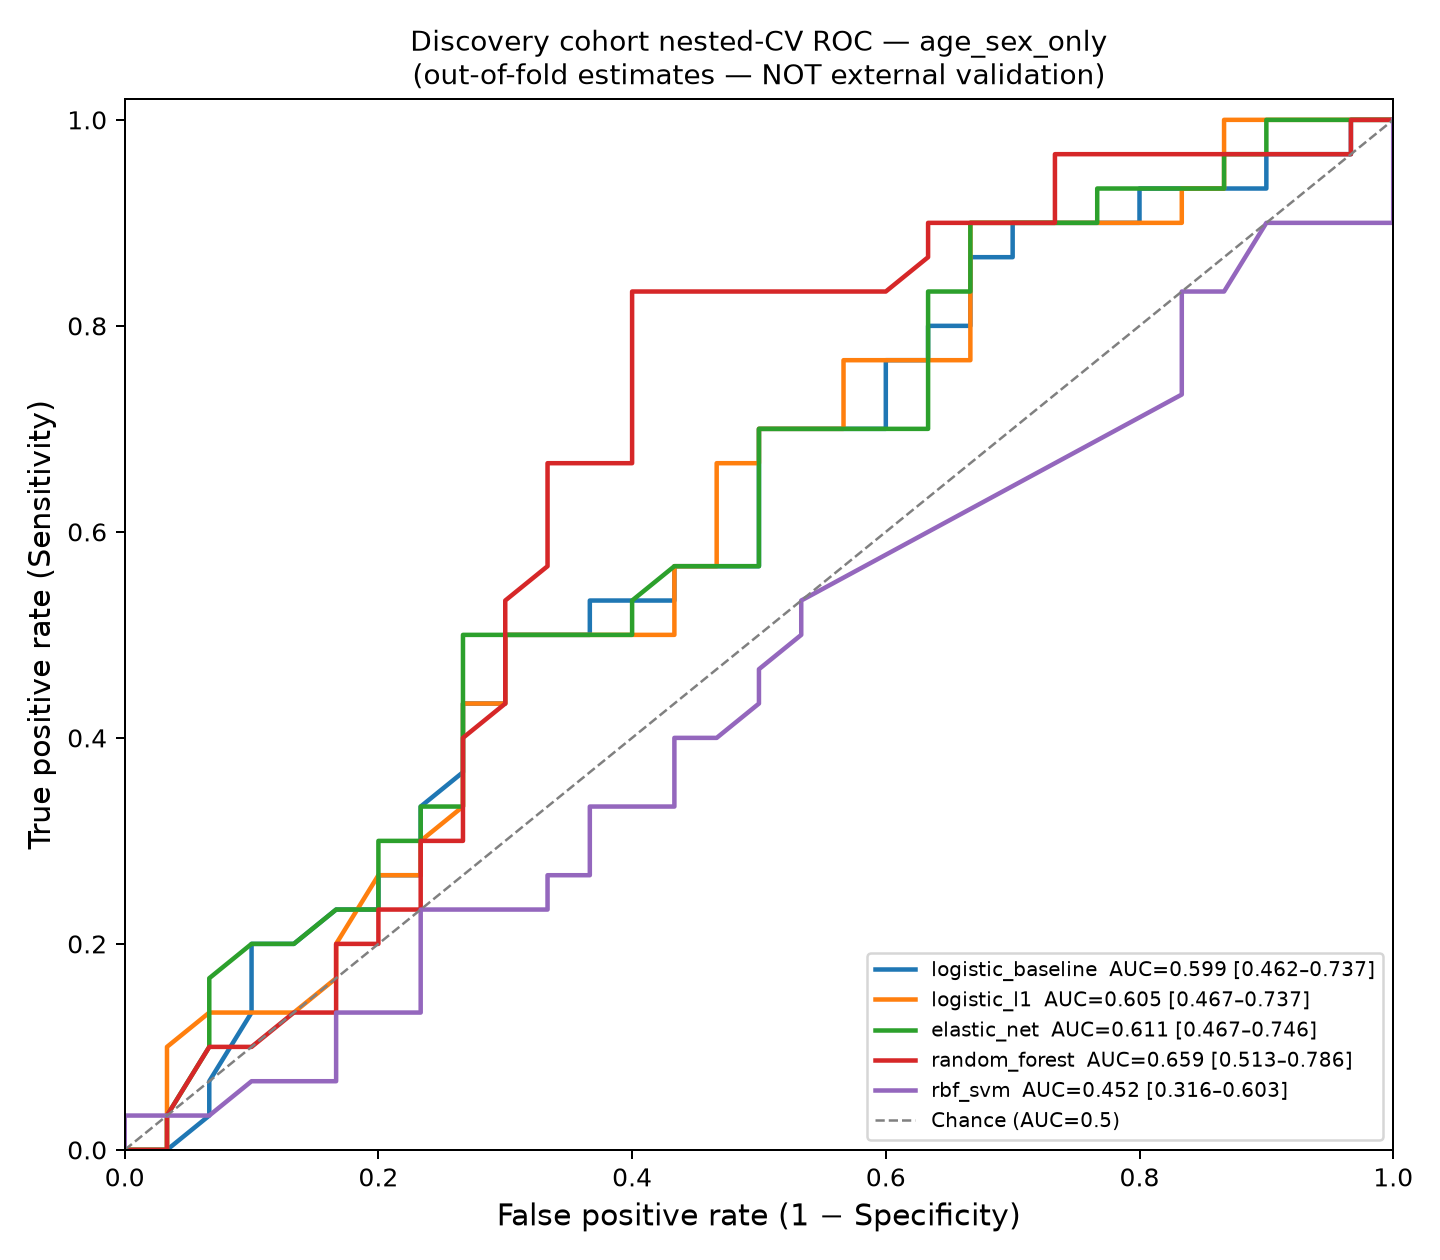 Discovery cohort nested-CV ROC — age_sex_only
(out-of-fold estimates — NOT external validation)
True positive rate (Sensitivity)
1.0
0.8
0.6
0.4
0.2
0.0
logistic_baseline AUC=0.599 [0.462–0.737]
logistic_l1 AUC=0.605 [0.467–0.737]
elastic_net AUC=0.611 [0.467–0.746]
random_forest AUC=0.659 [0.513–0.786]
rbf_svm AUC=0.452 [0.316–0.603]
Chance (AUC=0.5)
0.0 0.2 0.4 0.6 0.8 1.0
False positive rate (1 − Specificity)